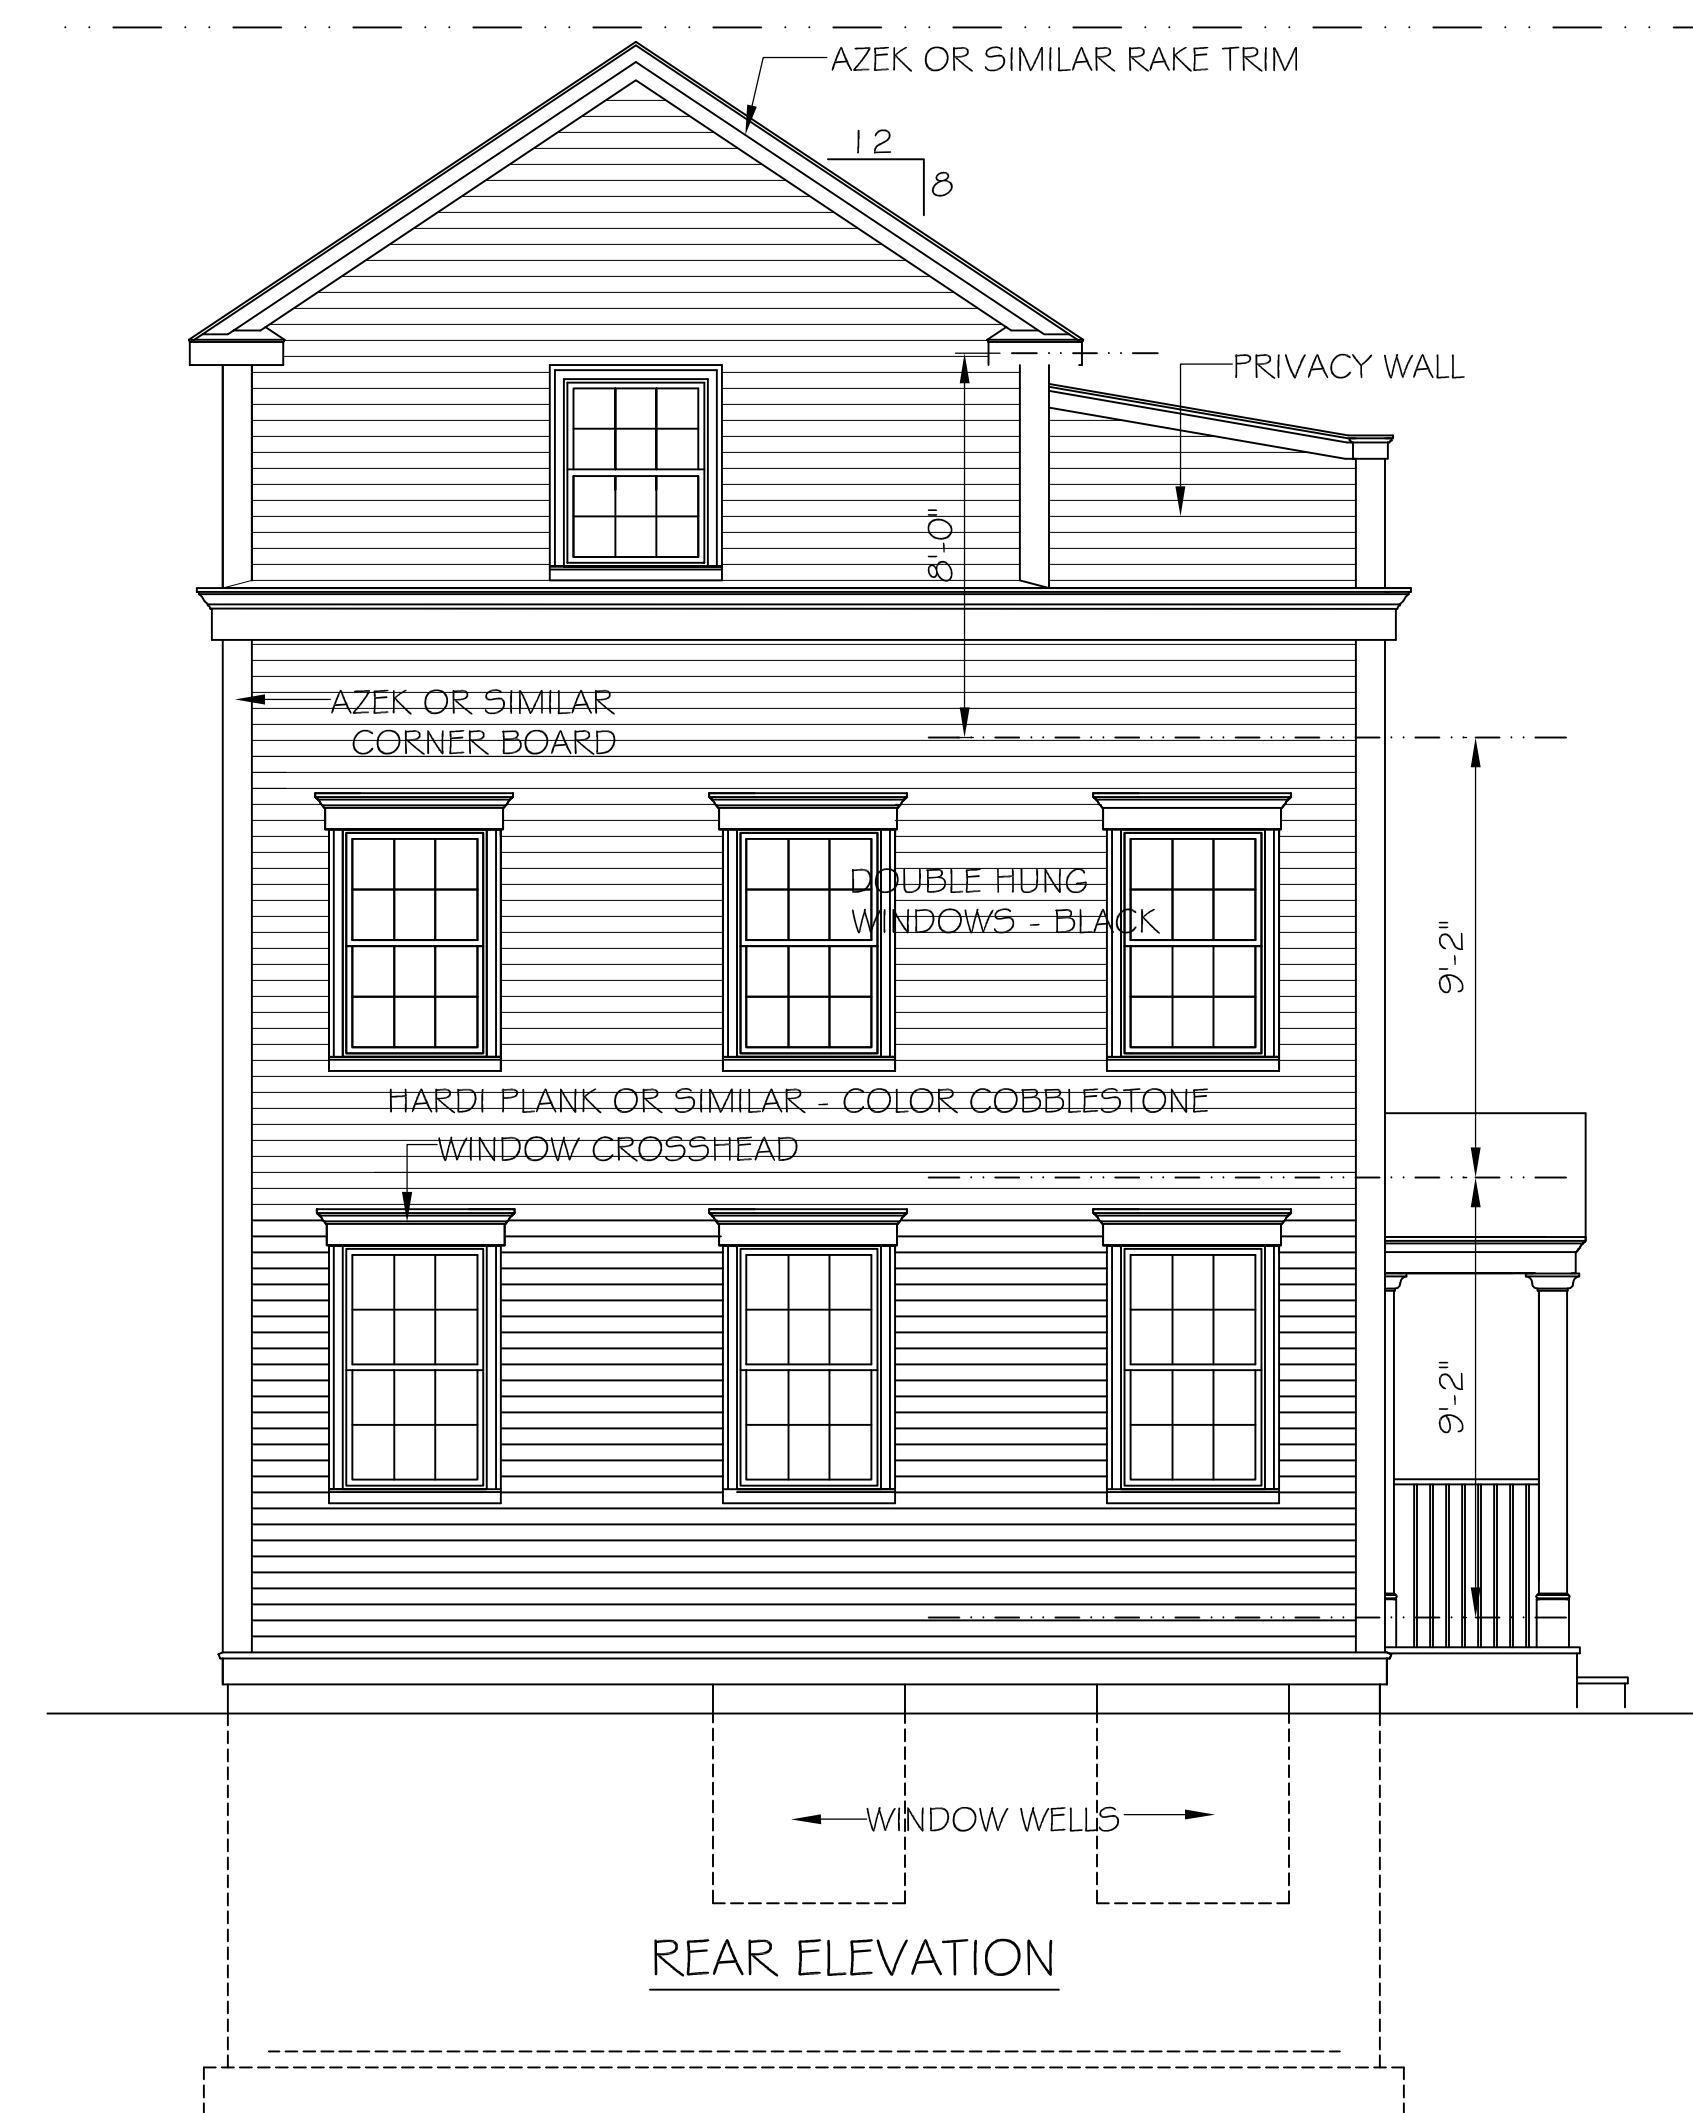 AZEK OR SIMILAR RAKE TRIM
12
8
PRIVACY WALL
8'-0"
AZEK OR SIMILAR
CORNER BOARD
DOUBLE HUNG
WINDOWS - BLACK
9'-2"
HARDI PLANK OR SIMILAR - COLOR COBBLESTONE
WINDOW CROSSHEAD
9'-2"
WINDOW WELLS
REAR ELEVATION